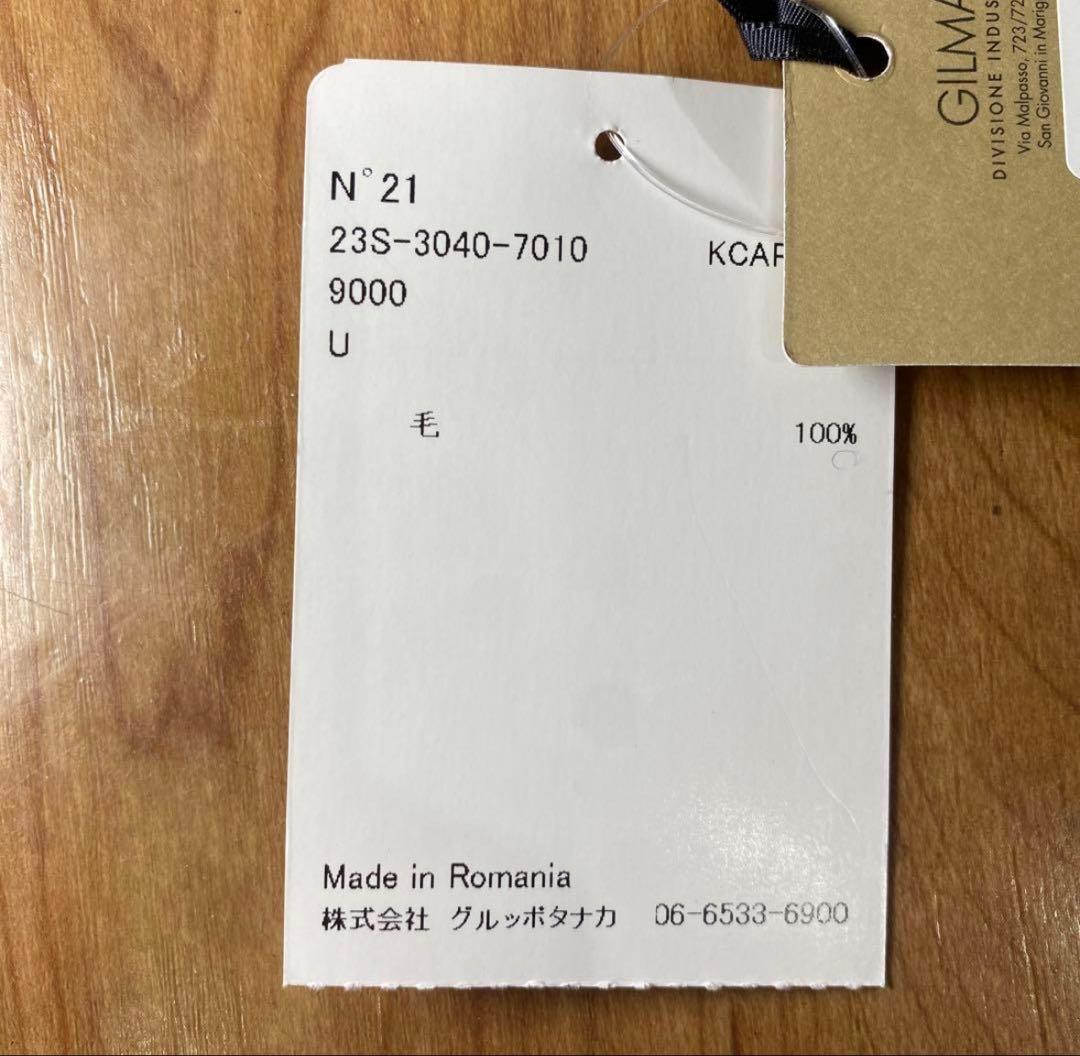 N°21
23S-3040-7010 KCAP
9000
U
毛 100%
Made in Romania
株式会社 グルッポタナカ 06-6533-6900
GILMA
DIVISIONE INDUS
Via Malpasso, 723/72
San Giovanni in Marig